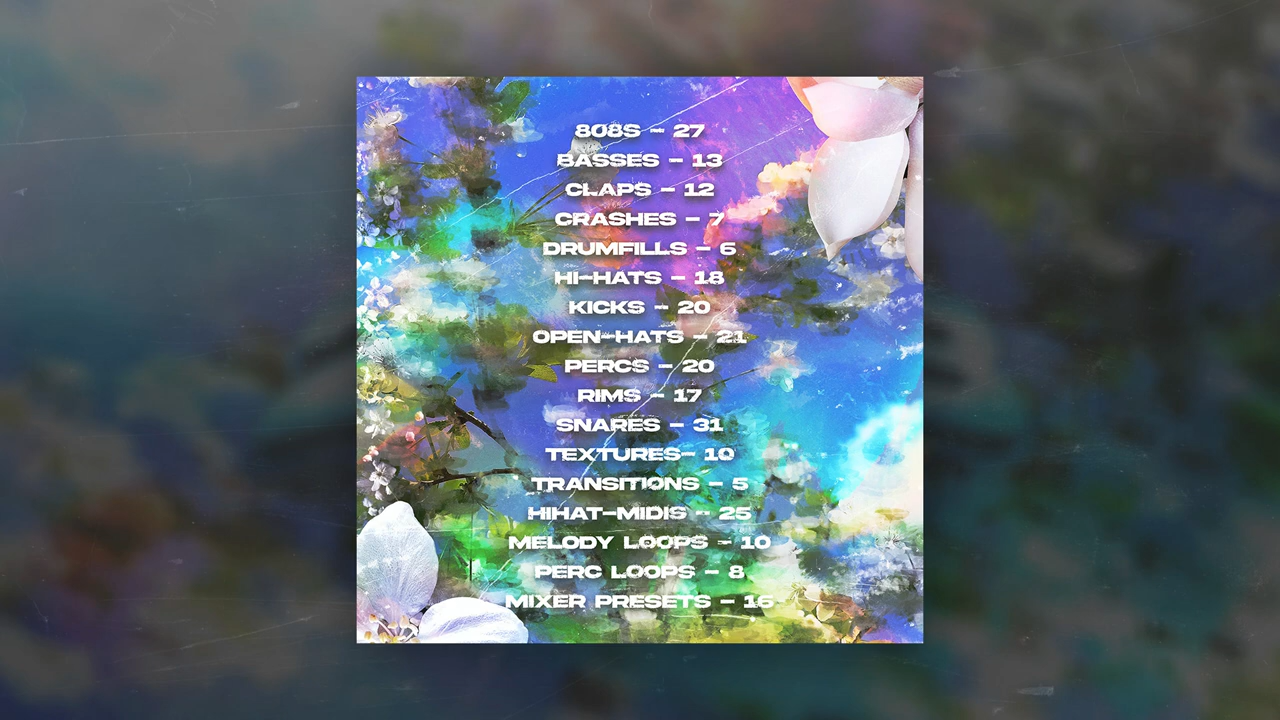 808S - 27
BASSES - 13
CLAPS - 12
CRASHES - 7
DRUMFILLS - 6
HI-HATS - 18
KICKS - 20
OPEN-HATS - 21
PERCS - 20
RIMS - 17
SNARES - 31
TEXTURES- 10
TRANSITIONS - 5
HIHAT-MIDIS - 25
MELODY LOOPS - 10
PERC LOOPS - 8
MIXER PRESETS - 16